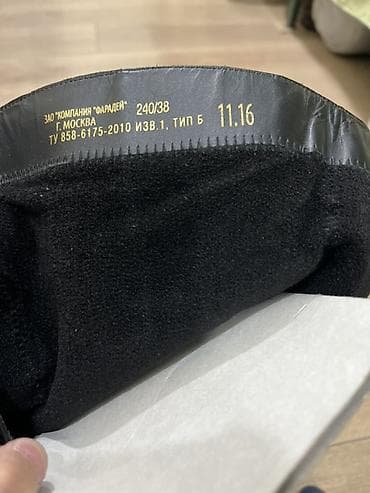 ЗАО "КОМПАНИЯ "ФАРАДЕЙ" 240/38 11.16
Г. МОСКВА
ТУ 858-6175-2010 ИЗВ.1, ТИП Б